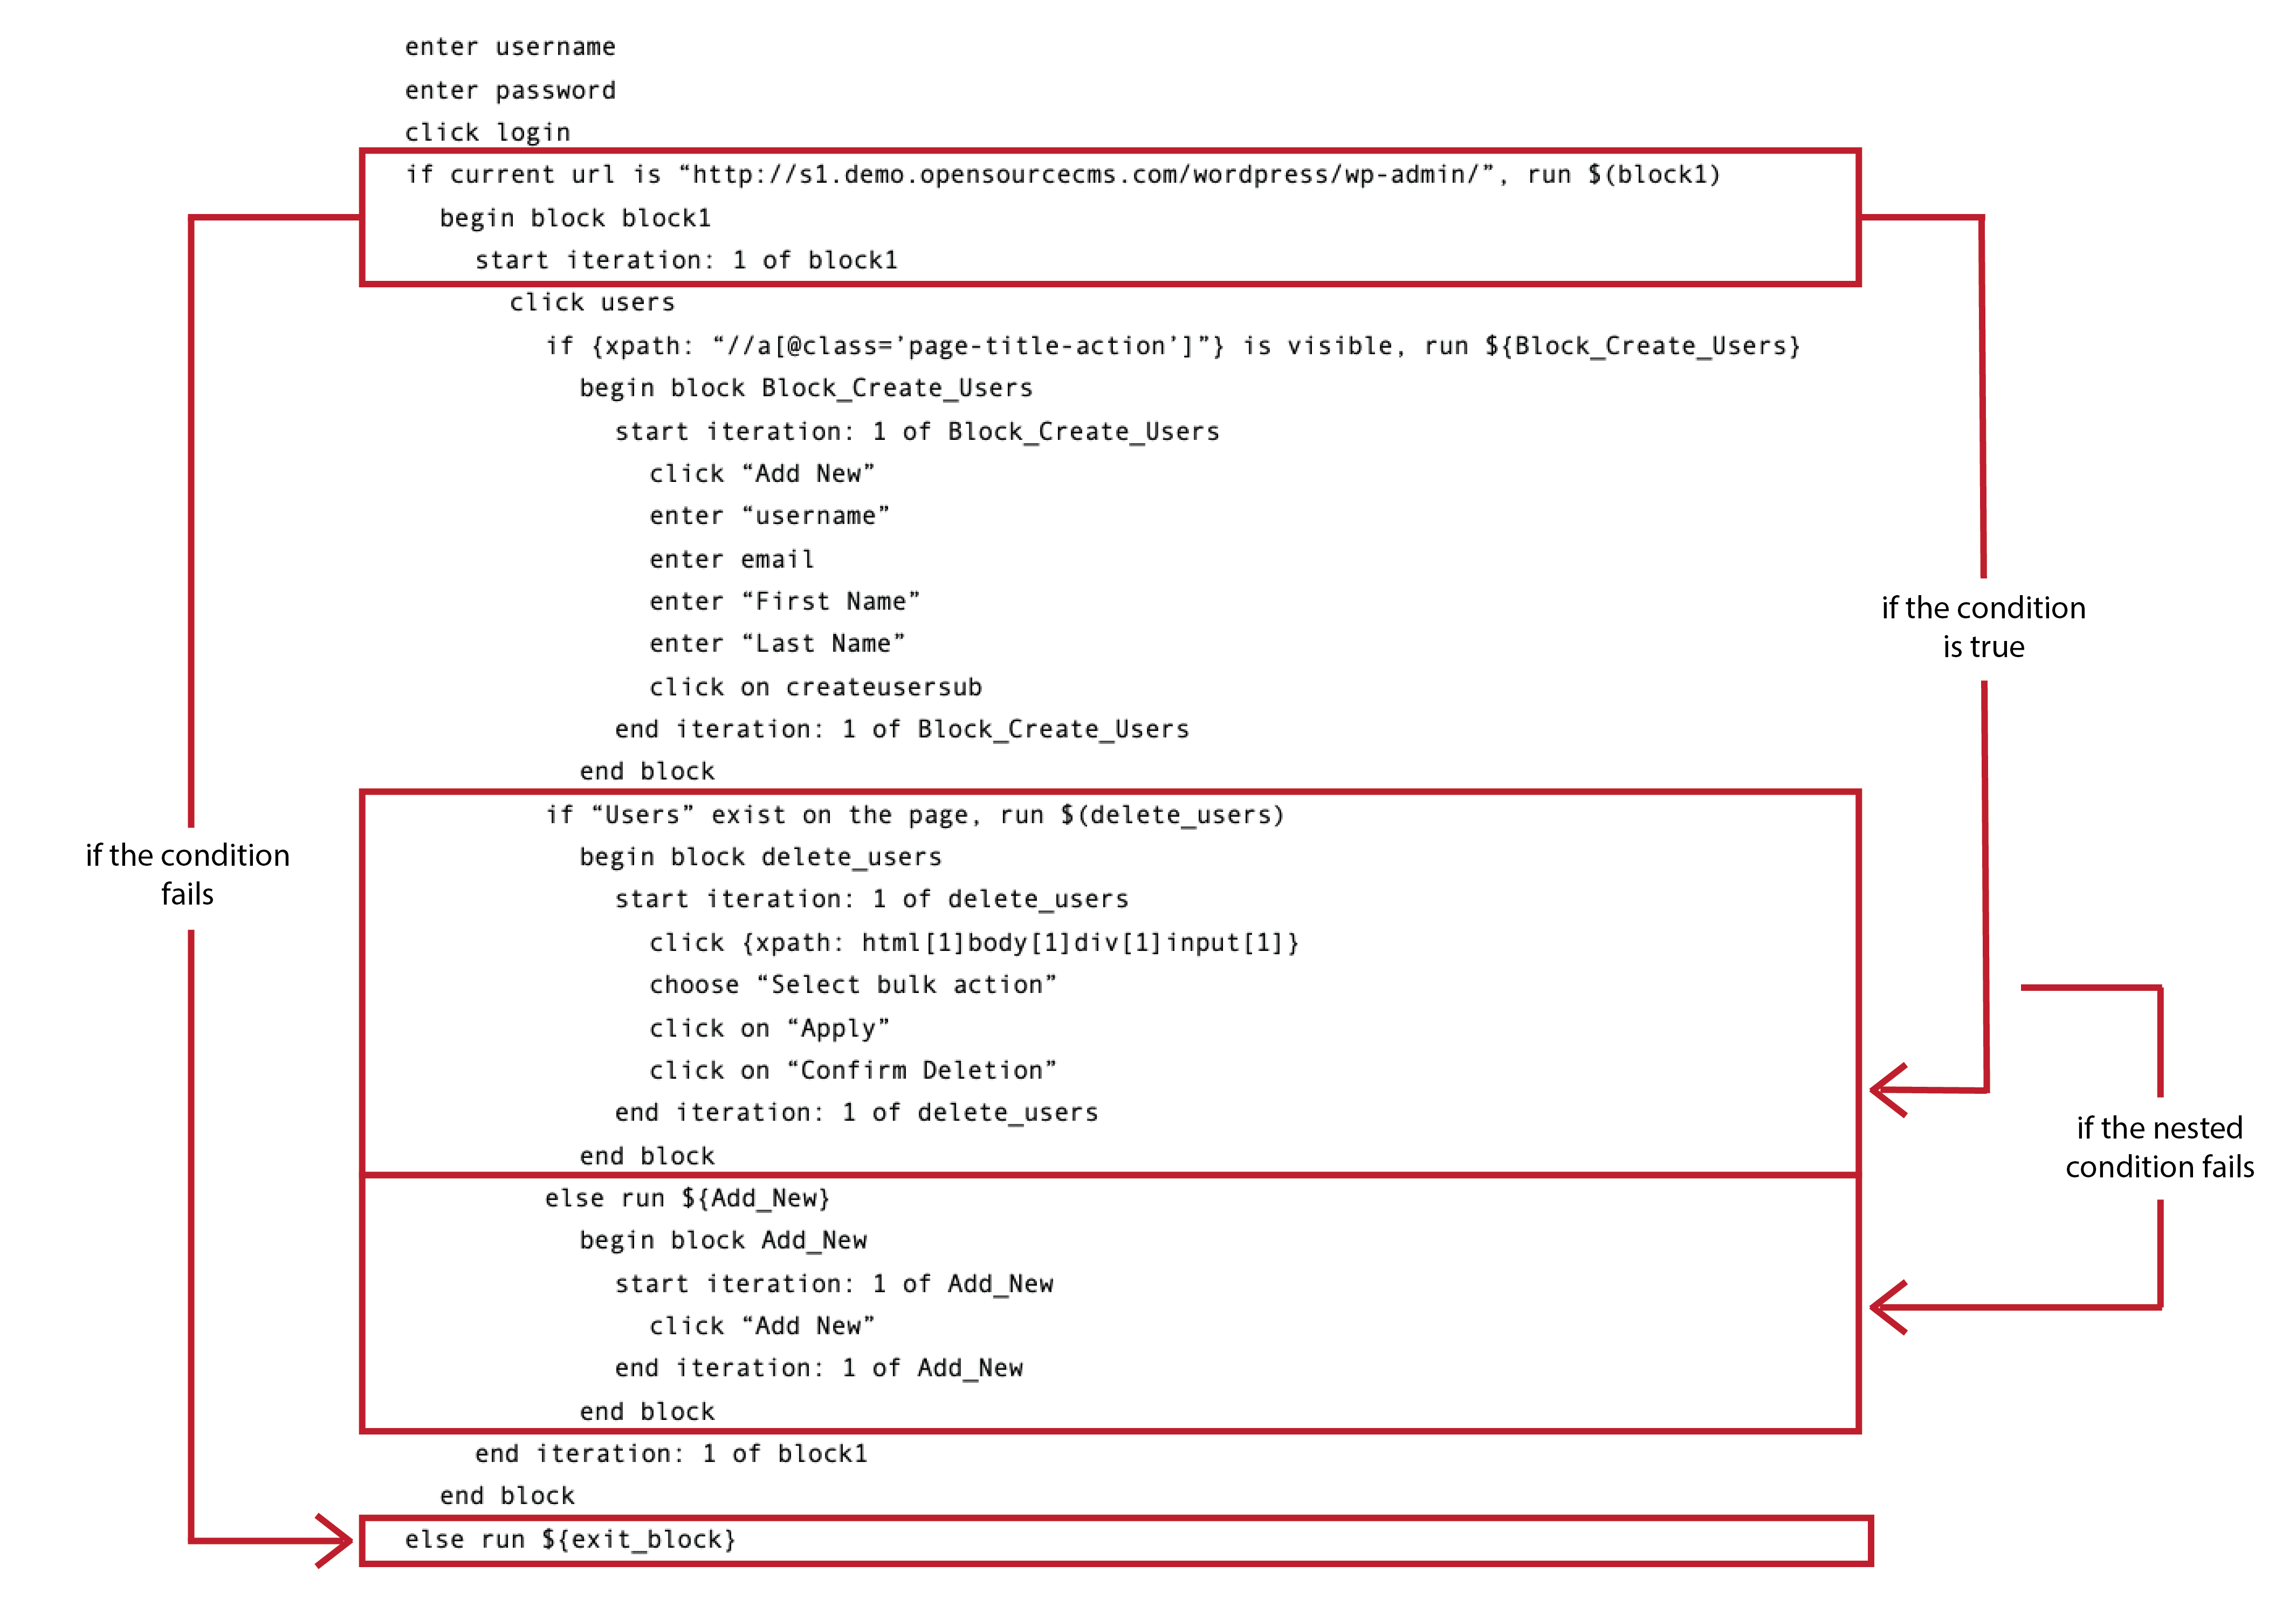 enter username
enter password
click login
if current url is “http://s1.demo.opensourcecms.com/wordpress/wp-admin/”, run $(block1)
begin block block1
start iteration: 1 of block1
click users
if {xpath: “//a[@class=’page-title-action’]”} is visible, run ${Block_Create_Users}
begin block Block_Create_Users
start iteration: 1 of Block_Create_Users
click “Add New”
enter “username”
enter email
enter “First Name”
enter “Last Name”
click on createusersub
end iteration: 1 of Block_Create_Users
end block
if “Users” exist on the page, run $(delete_users)
begin block delete_users
start iteration: 1 of delete_users
click {xpath: html[1]body[1]div[1]input[1]}
choose “Select bulk action”
click on “Apply”
click on “Confirm Deletion”
end iteration: 1 of delete_users
end block
else run ${Add_New}
begin block Add_New
start iteration: 1 of Add_New
click “Add New”
end iteration: 1 of Add_New
end block
end iteration: 1 of block1
end block
else run ${exit_block}
if the condition
fails
if the condition
is true
if the nested
condition fails